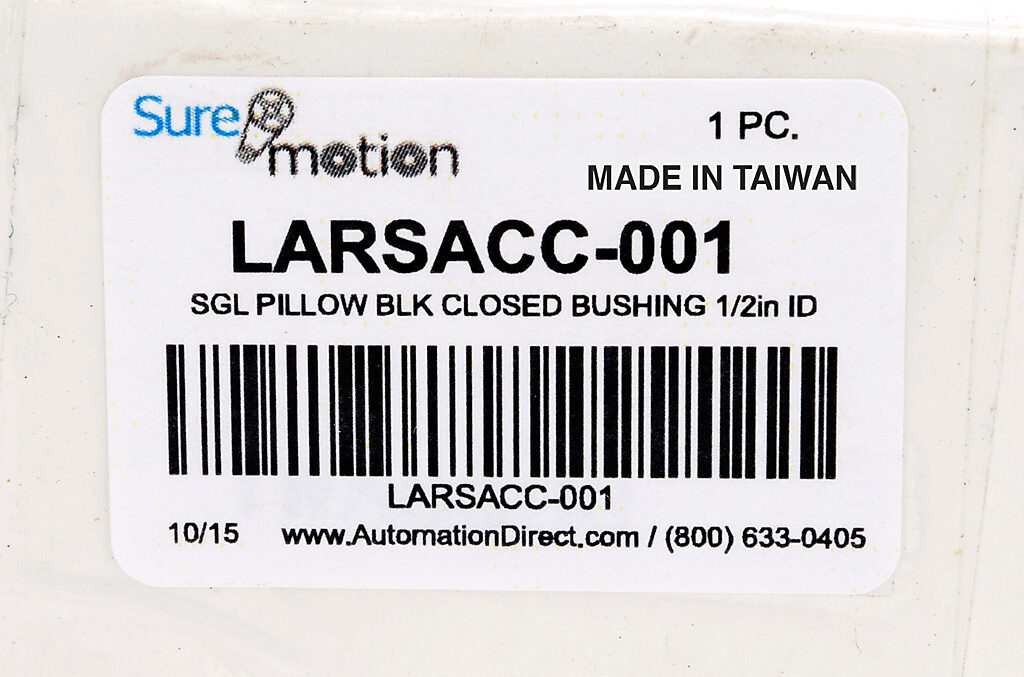 Sure motion
1 PC.
MADE IN TAIWAN
LARSACC-001
SGL PILLOW BLK CLOSED BUSHING 1/2in ID
LARSACC-001
10/15 www.AutomationDirect.com / (800) 633-0405